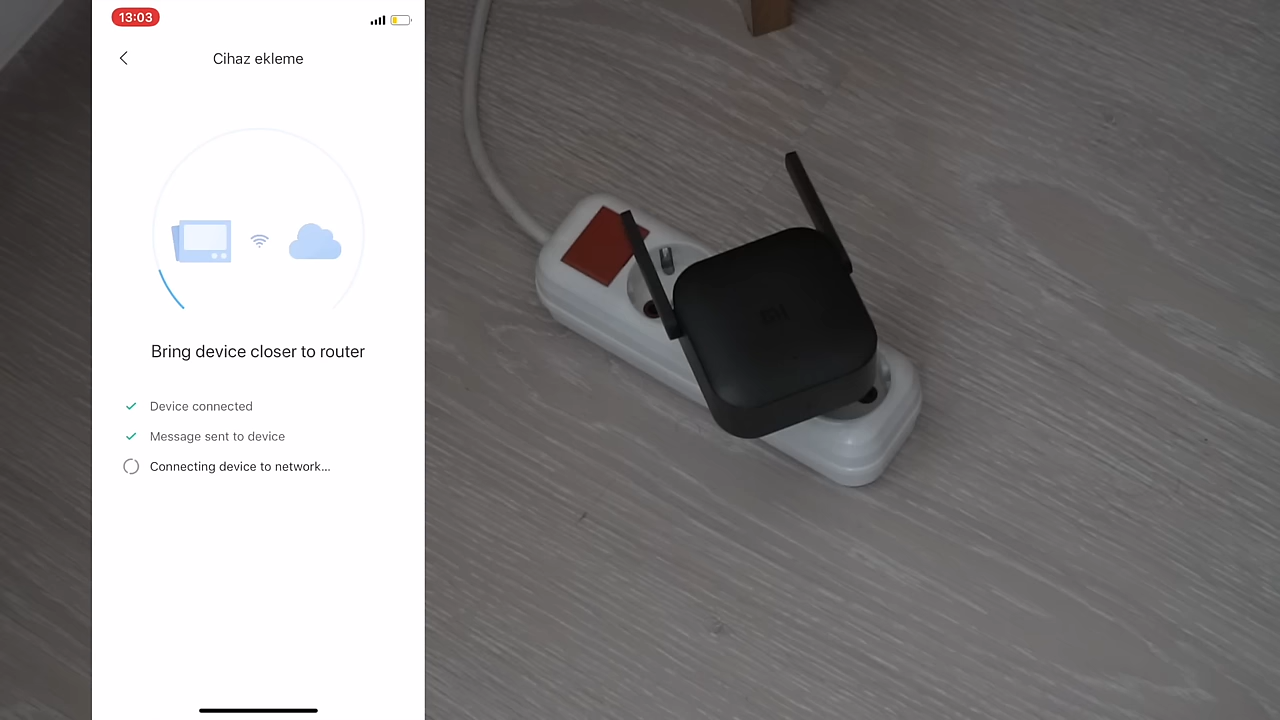 13:03
Cihaz ekleme
Bring device closer to router
Device connected
Message sent to device
Connecting device to network...
MI